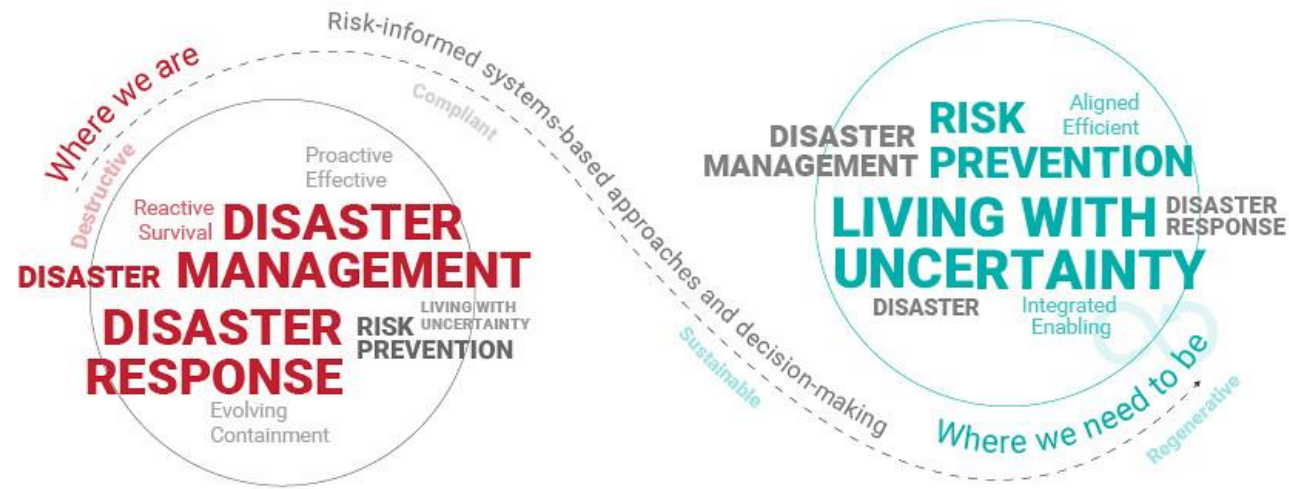 Where we are
Destructive
Risk-informed systems-based approaches and decision-making
Compliant
Proactive
Effective
Reactive
Survival
DISASTER
MANAGEMENT
DISASTER
DISASTER
RESPONSE
RISK
PREVENTION
LIVING WITH
UNCERTAINTY
Evolving
Containment
Sustainable
DISASTER
MANAGEMENT
RISK
PREVENTION
Aligned
Efficient
LIVING WITH
UNCERTAINTY
DISASTER
RESPONSE
DISASTER
Integrated
Enabling
Where we need to be
Regenerative